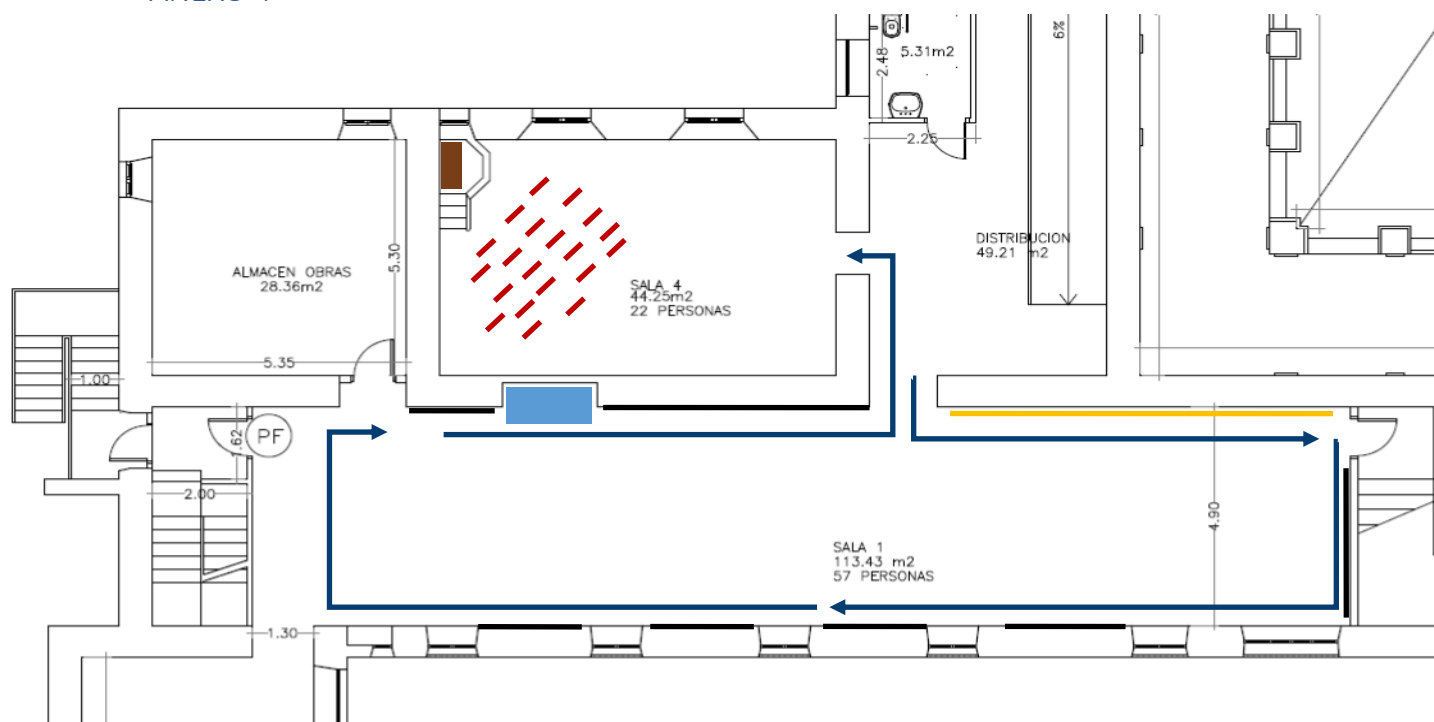 ANEXO
6%
5.31m2
2.48
2.25
DISTRIBUCION
49.21 m2
5.30
ALMACEN OBRAS
28.36m2
SALA 4
44.25m2
22 PERSONAS
5.35
1.00
PF
1.62
2.00
4.90
SALA 1
113.43 m2
57 PERSONAS
1.30